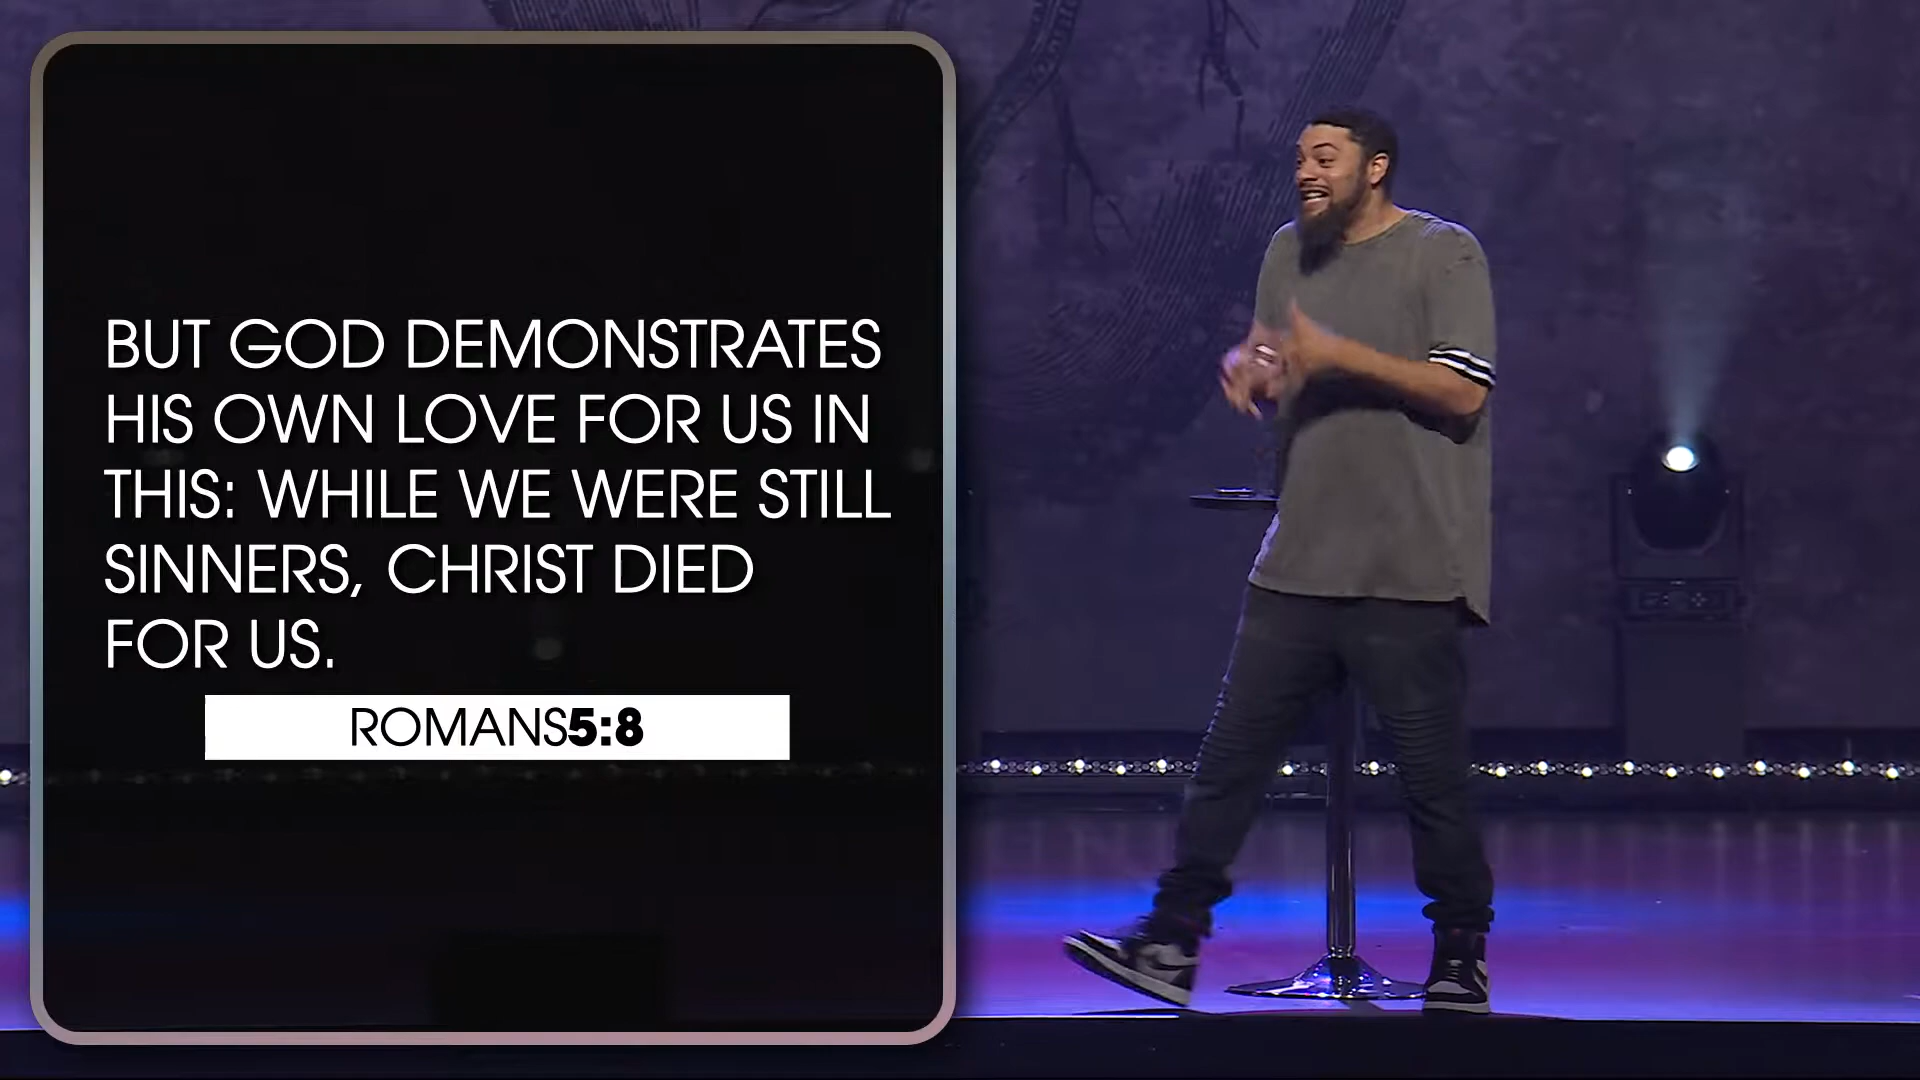 BUT GOD DEMONSTRATES
HIS OWN LOVE FOR US IN
THIS: WHILE WE WERE STILL
SINNERS, CHRIST DIED
FOR US.
ROMANS5:8